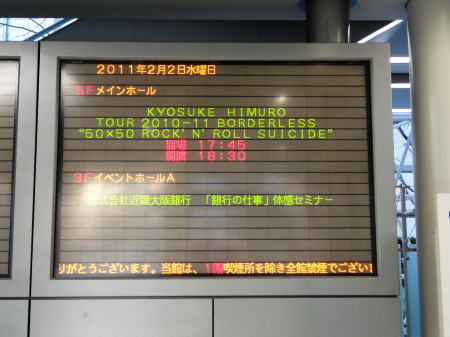 2011年2月2日水曜日
5Fメインホール
KYOSUKE HIMURO
TOUR 2010-11 BORDERLESS
"50×50 ROCK'N'ROLL SUICIDE"
開場 17:45
開演 18:30
3FイベントホールA
株式会社近畿大阪銀行 「銀行の仕事」体感セミナー
りがとうございます。当館は、1階喫煙所を除き全館禁煙でございま